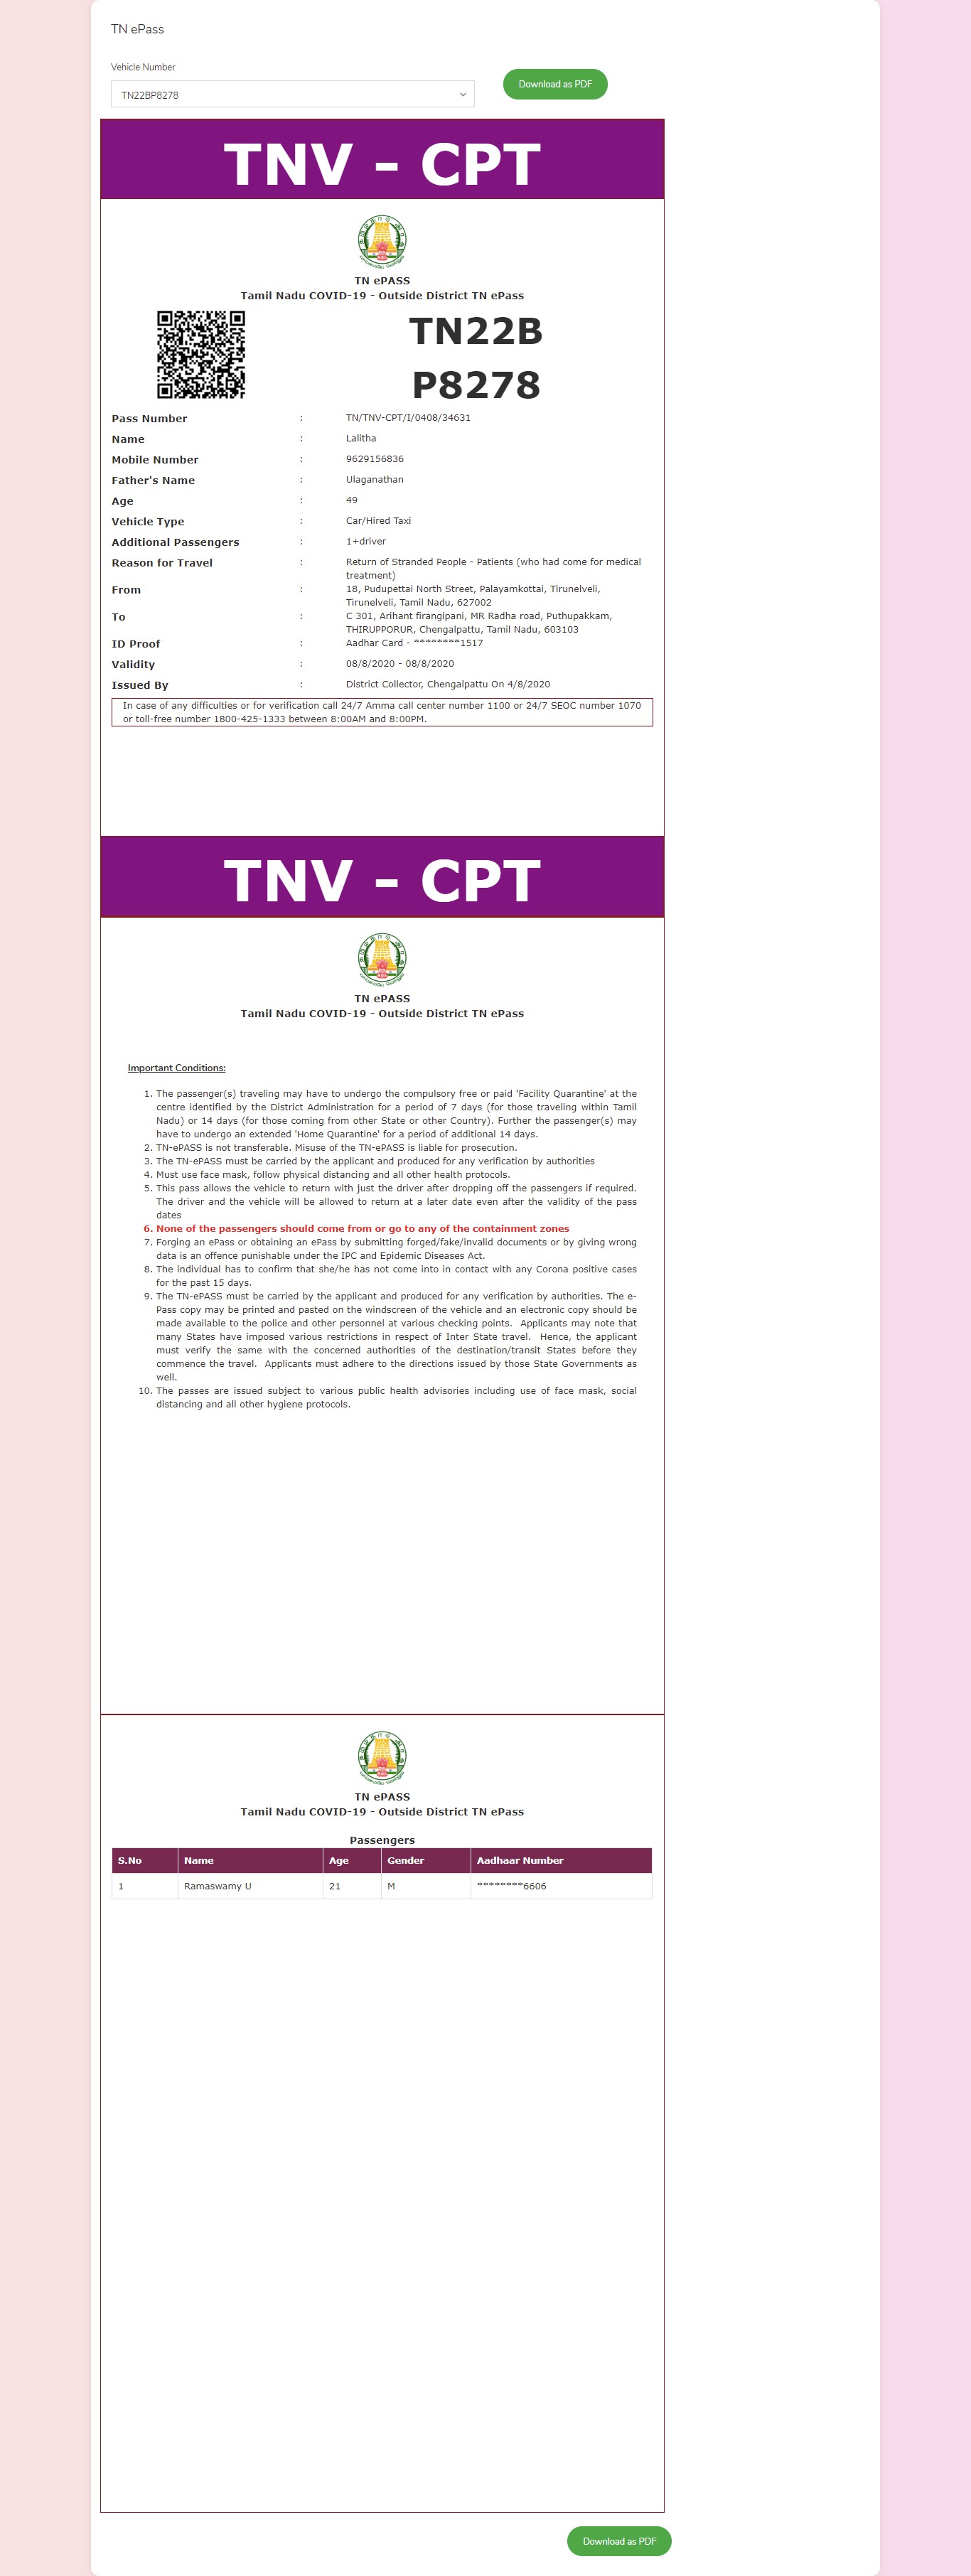 TN ePass
Vehicle Number
TN22BP8278
Download as PDF
TNV - CPT
TN ePASS
Tamil Nadu COVID-19 - Outside District TN ePass
TN22B
P8278
Pass Number : TN/TNV-CPT/I/0408/34631
Name : Lalitha
Mobile Number : 9629156836
Father's Name : Ulaganathan
Age : 49
Vehicle Type : Car/Hired Taxi
Additional Passengers : 1+driver
Reason for Travel : Return of Stranded People - Patients (who had come for medical
treatment)
From : 18, Pudupettai North Street, Palayamkottai, Tirunelveli,
Tirunelveli, Tamil Nadu, 627002
To : C 301, Arihant firangipani, MR Radha road, Puthupakkam,
THIRUPPORUR, Chengalpattu, Tamil Nadu, 603103
ID Proof : Aadhar Card - ********1517
Validity : 08/8/2020 - 08/8/2020
Issued By : District Collector, Chengalpattu On 4/8/2020
In case of any difficulties or for verification call 24/7 Amma call center number 1100 or 24/7 SEOC number 1070
or toll-free number 1800-425-1333 between 8:00AM and 8:00PM.
TNV - CPT
TN ePASS
Tamil Nadu COVID-19 - Outside District TN ePass
Important Conditions:
1. The passenger(s) traveling may have to undergo the compulsory free or paid 'Facility Quarantine' at the
centre identified by the District Administration for a period of 7 days (for those traveling within Tamil
Nadu) or 14 days (for those coming from other State or other Country). Further the passenger(s) may
have to undergo an extended 'Home Quarantine' for a period of additional 14 days.
2. TN-ePASS is not transferable. Misuse of the TN-ePASS is liable for prosecution.
3. The TN-ePASS must be carried by the applicant and produced for any verification by authorities
4. Must use face mask, follow physical distancing and all other health protocols.
5. This pass allows the vehicle to return with just the driver after dropping off the passengers if required.
The driver and the vehicle will be allowed to return at a later date even after the validity of the pass
dates
6. None of the passengers should come from or go to any of the containment zones
7. Forging an ePass or obtaining an ePass by submitting forged/fake/invalid documents or by giving wrong
data is an offence punishable under the IPC and Epidemic Diseases Act.
8. The individual has to confirm that she/he has not come into in contact with any Corona positive cases
for the past 15 days.
9. The TN-ePASS must be carried by the applicant and produced for any verification by authorities. The e-
Pass copy may be printed and pasted on the windscreen of the vehicle and an electronic copy should be
made available to the police and other personnel at various checking points. Applicants may note that
many States have imposed various restrictions in respect of Inter State travel. Hence, the applicant
must verify the same with the concerned authorities of the destination/transit States before they
commence the travel. Applicants must adhere to the directions issued by those State Governments as
well.
10. The passes are issued subject to various public health advisories including use of face mask, social
distancing and all other hygiene protocols.
TN ePASS
Tamil Nadu COVID-19 - Outside District TN ePass
Passengers
S.No Name Age Gender Aadhaar Number
1 Ramaswamy U 21 M ********6606
Download as PDF